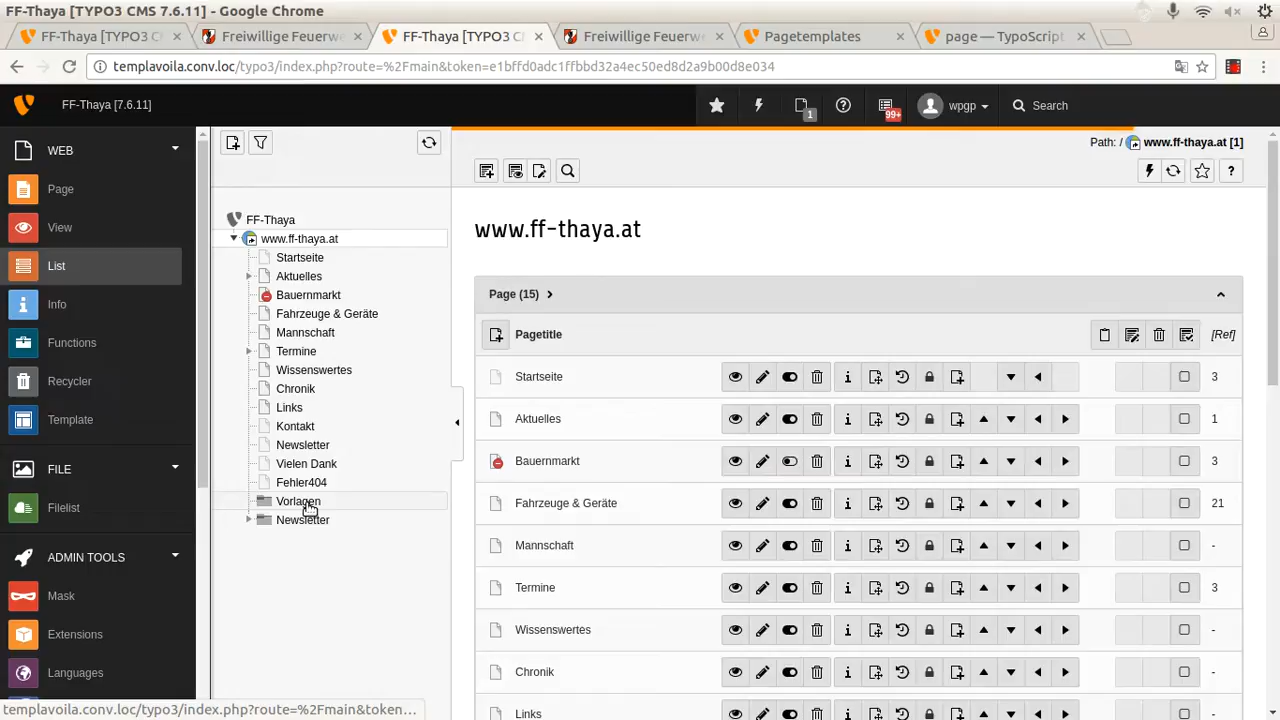 FF-Thaya [TYPO3 CMS 7.6.11] - Google Chrome
FF-Thaya [TYPO3 C
Freiwillige Feuerw
FF-Thaya [TYPO3 C
Freiwillige Feuerw
Pagetemplates
page — TypoScript
templavoila.conv.loc/typo3/index.php?route=%2Fmain&token=e1bffd0adc1ffbbd32a4ec50ed8d2a9b00d8e034
FF-Thaya [7.6.11]
1
99+
wpgp
Search
WEB
Page
View
List
Info
Functions
Recycler
Template
FILE
Filelist
ADMIN TOOLS
Mask
Extensions
Languages
FF-Thaya
www.ff-thaya.at
Startseite
Aktuelles
Bauernmarkt
Fahrzeuge & Geräte
Mannschaft
Termine
Wissenswertes
Chronik
Links
Kontakt
Newsletter
Vielen Dank
Fehler404
Vorlagen
Newsletter
Path: / www.ff-thaya.at [1]
www.ff-thaya.at
Page (15)
Pagetitle [Ref]
Startseite 3
Aktuelles 1
Bauernmarkt 3
Fahrzeuge & Geräte 21
Mannschaft -
Termine 3
Wissenswertes -
Chronik -
Links -
templavoila.conv.loc/typo3/index.php?route=%2Fmain&token...